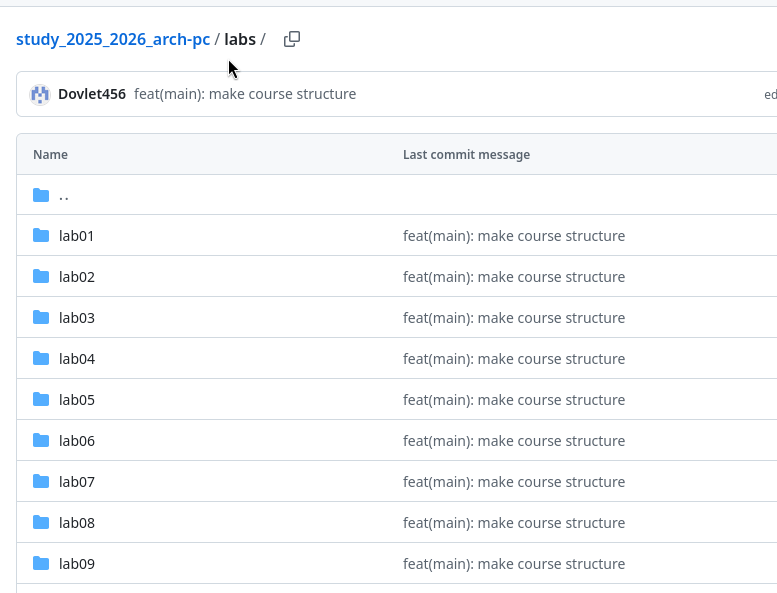 study_2025_2026_arch-pc / labs /
Dovlet456 feat(main): make course structure ed
Name Last commit message
..
lab01 feat(main): make course structure
lab02 feat(main): make course structure
lab03 feat(main): make course structure
lab04 feat(main): make course structure
lab05 feat(main): make course structure
lab06 feat(main): make course structure
lab07 feat(main): make course structure
lab08 feat(main): make course structure
lab09 feat(main): make course structure